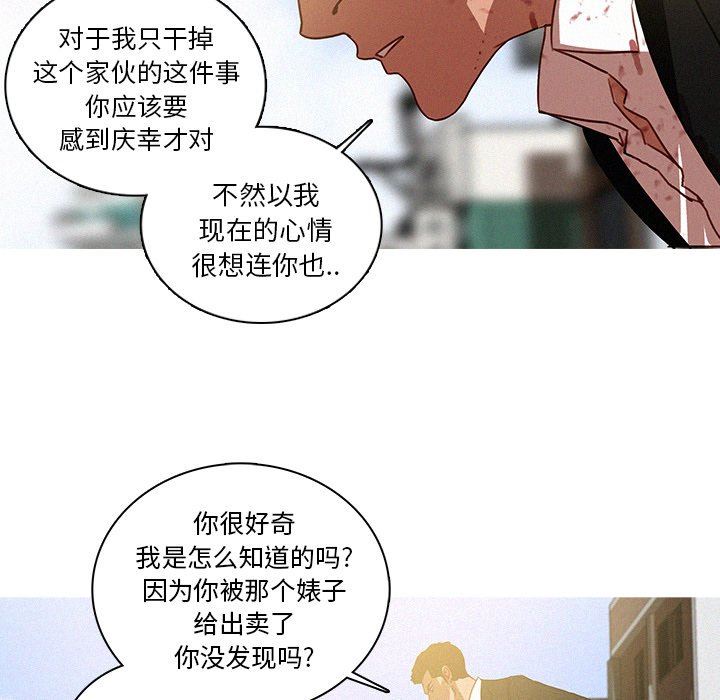 对于我只干掉
这个家伙的这件事
你应该要
感到庆幸才对
不然以我
现在的心情
很想连你也..
你很好奇
我是怎么知道的吗?
因为你被那个婊子
给出卖了
你没发现吗?